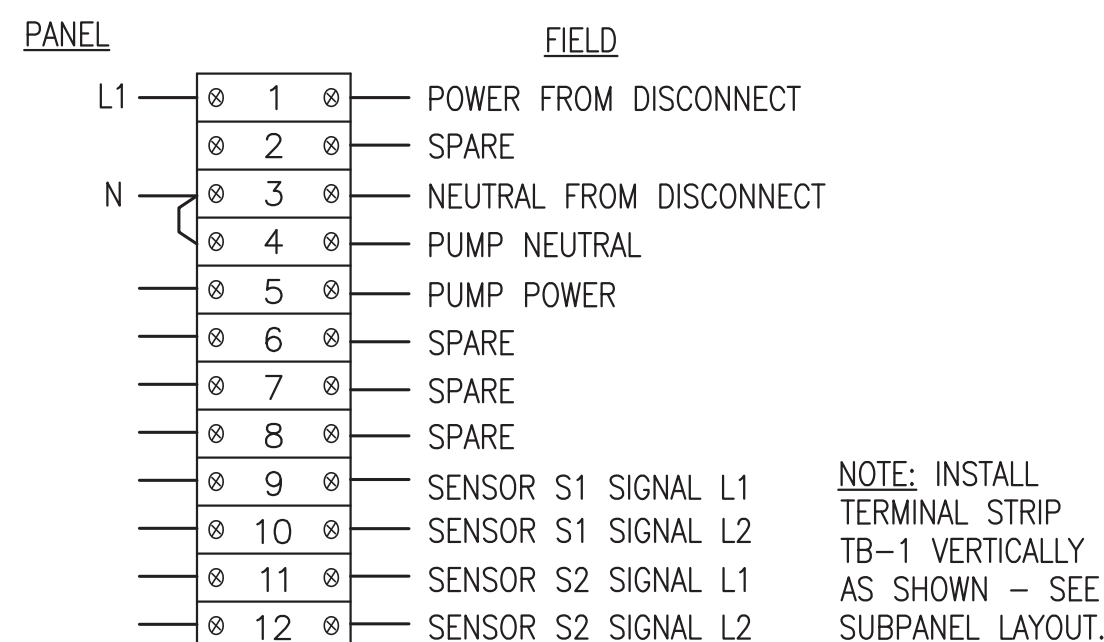 PANEL FIELD
L1 1 POWER FROM DISCONNECT
2 SPARE
N 3 NEUTRAL FROM DISCONNECT
4 PUMP NEUTRAL
5 PUMP POWER
6 SPARE
7 SPARE
8 SPARE
9 SENSOR S1 SIGNAL L1
10 SENSOR S1 SIGNAL L2
11 SENSOR S2 SIGNAL L1
12 SENSOR S2 SIGNAL L2
NOTE: INSTALL
TERMINAL STRIP
TB-1 VERTICALLY
AS SHOWN - SEE
SUBPANEL LAYOUT.